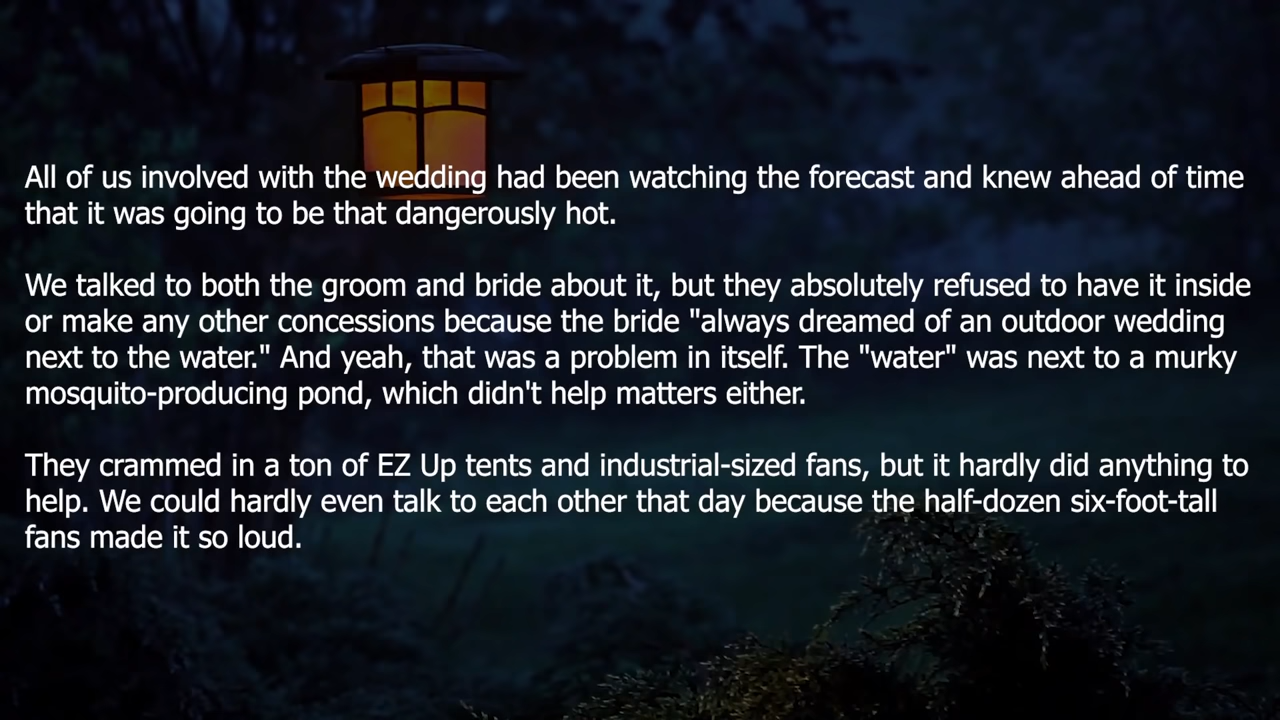 All of us involved with the wedding had been watching the forecast and knew ahead of time
that it was going to be that dangerously hot.
We talked to both the groom and bride about it, but they absolutely refused to have it inside
or make any other concessions because the bride "always dreamed of an outdoor wedding
next to the water." And yeah, that was a problem in itself. The "water" was next to a murky
mosquito-producing pond, which didn't help matters either.
They crammed in a ton of EZ Up tents and industrial-sized fans, but it hardly did anything to
help. We could hardly even talk to each other that day because the half-dozen six-foot-tall
fans made it so loud.